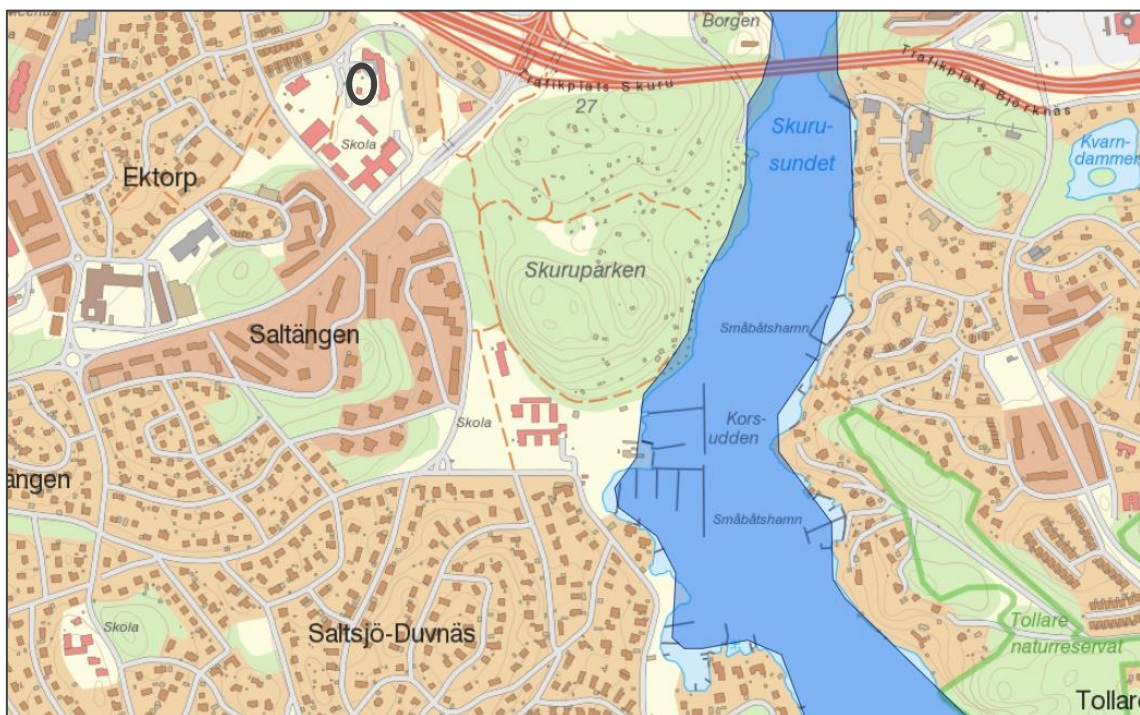 Borgen
Trafikplats Skuru
Trafikplats Björknäs
27
Skuru-
sundet
Kvarn-
dammen
Skola
Ektorp
Skuruparken
Saltängen
Småbåtshamn
Kors-
udden
Skola
ängen
Småbåtshamn
Skola
Saltsjö-Duvnäs
Tollare
naturreservat
Tollare